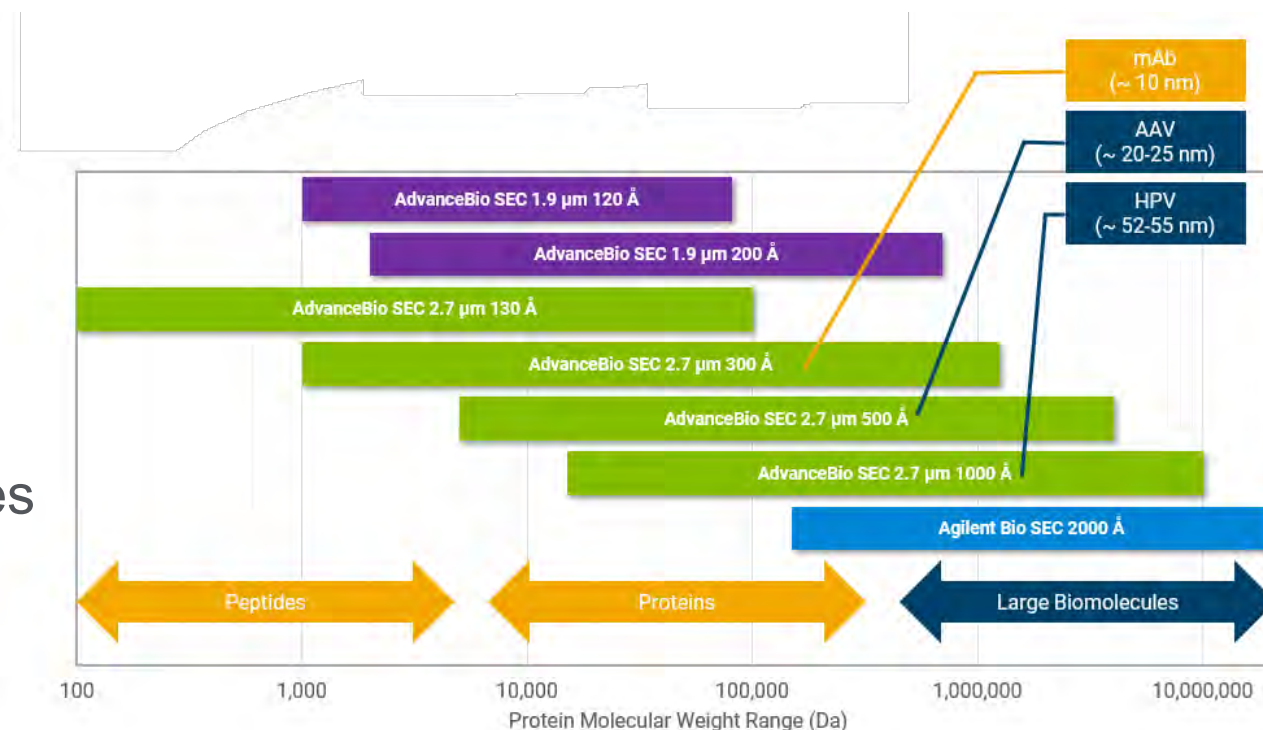 mAb
(~ 10 nm)
AAV
(~ 20-25 nm)
HPV
(~ 52-55 nm)
AdvanceBio SEC 1.9 µm 120 Å
AdvanceBio SEC 1.9 µm 200 Å
AdvanceBio SEC 2.7 µm 130 Å
AdvanceBio SEC 2.7 µm 300 Å
AdvanceBio SEC 2.7 µm 500 Å
AdvanceBio SEC 2.7 µm 1000 Å
es
Agilent Bio SEC 2000 Å
Peptides
Proteins
Large Biomolecules
100
1,000
10,000
100,000
1,000,000
10,000,000
Protein Molecular Weight Range (Da)